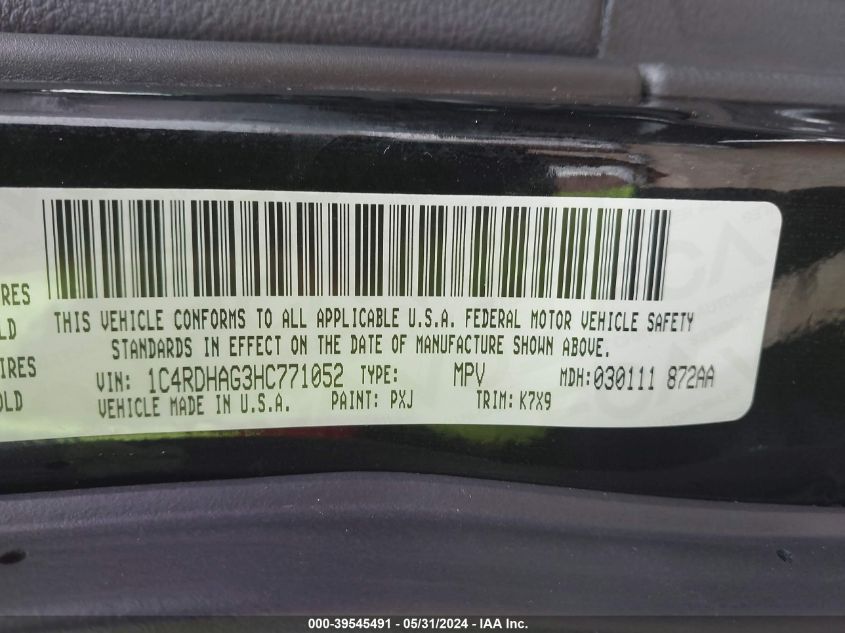 IRES
LD
THIS VEHICLE CONFORMS TO ALL APPLICABLE U.S.A. FEDERAL MOTOR VEHICLE SAFETY
STANDARDS IN EFFECT ON THE DATE OF MANUFACTURE SHOWN ABOVE.
IRES
OLD
VIN: 1C4RDHAG3HC771052 TYPE: MPV MDH:030111 872AA
VEHICLE MADE IN U.S.A. PAINT: PXJ TRIM: K7X9
000-39545491 - 05/31/2024 - IAA Inc.